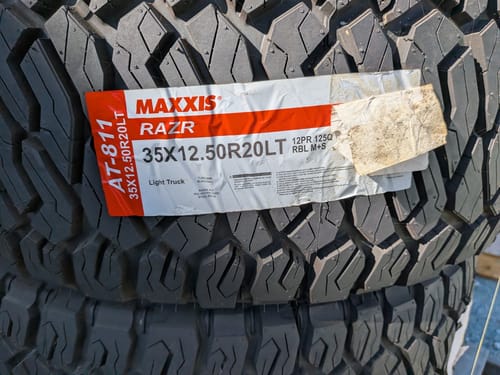 AT-811
35X12.50R20LT
MAXXIS
RAZR
35X12.50R20LT
12PR 125Q
RBL M+S
Light Truck